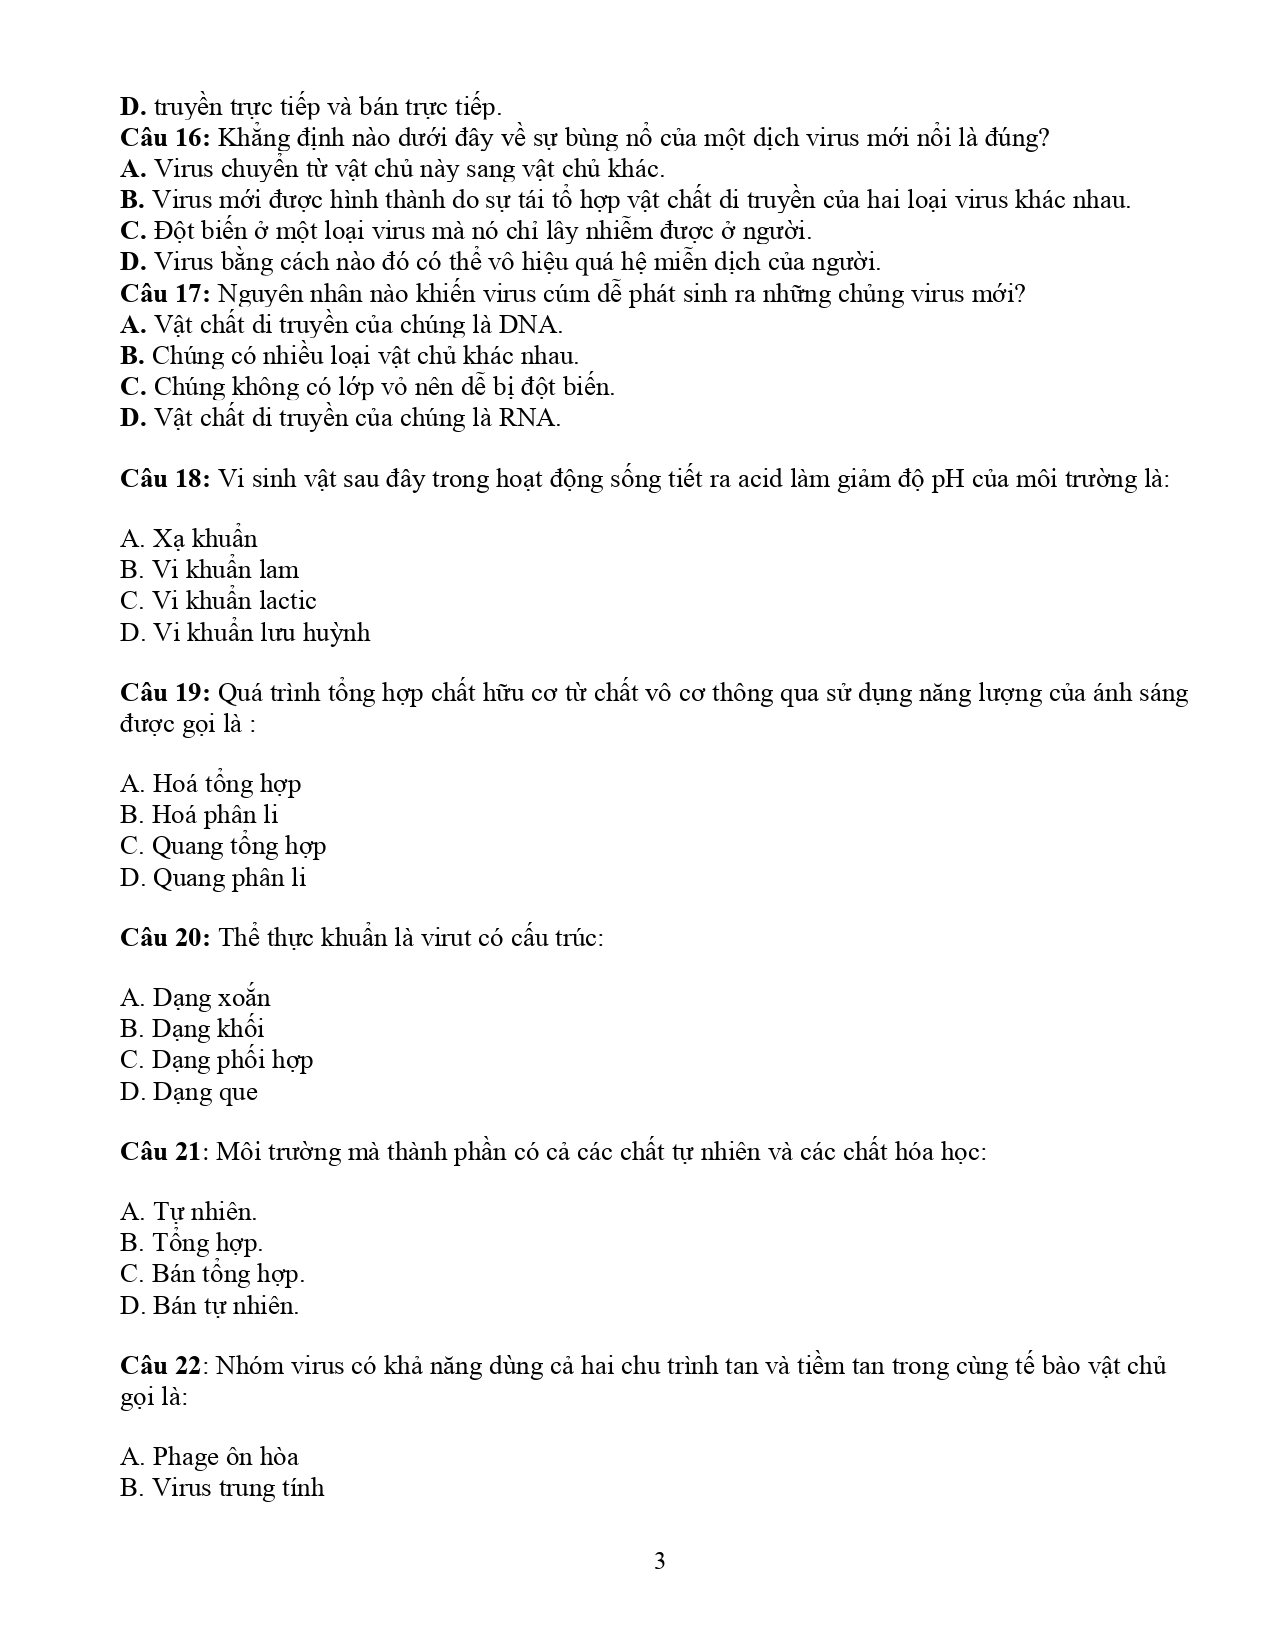 D. truyền trực tiếp và bán trực tiếp.
Câu 16: Khẳng định nào dưới đây về sự bùng nổ của một dịch virus mới nổi là đúng?
A. Virus chuyển từ vật chủ này sang vật chủ khác.
B. Virus mới được hình thành do sự tái tổ hợp vật chất di truyền của hai loại virus khác nhau.
C. Đột biến ở một loại virus mà nó chỉ lây nhiễm được ở người.
D. Virus bằng cách nào đó có thể vô hiệu quá hệ miễn dịch của người.
Câu 17: Nguyên nhân nào khiến virus cúm dễ phát sinh ra những chủng virus mới?
A. Vật chất di truyền của chúng là DNA.
B. Chúng có nhiều loại vật chủ khác nhau.
C. Chúng không có lớp vỏ nên dễ bị đột biến.
D. Vật chất di truyền của chúng là RNA.
Câu 18: Vi sinh vật sau đây trong hoạt động sống tiết ra acid làm giảm độ pH của môi trường là:
A. Xạ khuẩn
B. Vi khuẩn lam
C. Vi khuẩn lactic
D. Vi khuẩn lưu huỳnh
Câu 19: Quá trình tổng hợp chất hữu cơ từ chất vô cơ thông qua sử dụng năng lượng của ánh sáng
được gọi là :
A. Hoá tổng hợp
B. Hoá phân li
C. Quang tổng hợp
D. Quang phân li
Câu 20: Thể thực khuẩn là virut có cấu trúc:
A. Dạng xoắn
B. Dạng khối
C. Dạng phối hợp
D. Dạng que
Câu 21: Môi trường mà thành phần có cả các chất tự nhiên và các chất hóa học:
A. Tự nhiên.
B. Tổng hợp.
C. Bán tổng hợp.
D. Bán tự nhiên.
Câu 22: Nhóm virus có khả năng dùng cả hai chu trình tan và tiềm tan trong cùng tế bào vật chủ
gọi là:
A. Phage ôn hòa
B. Virus trung tính
3